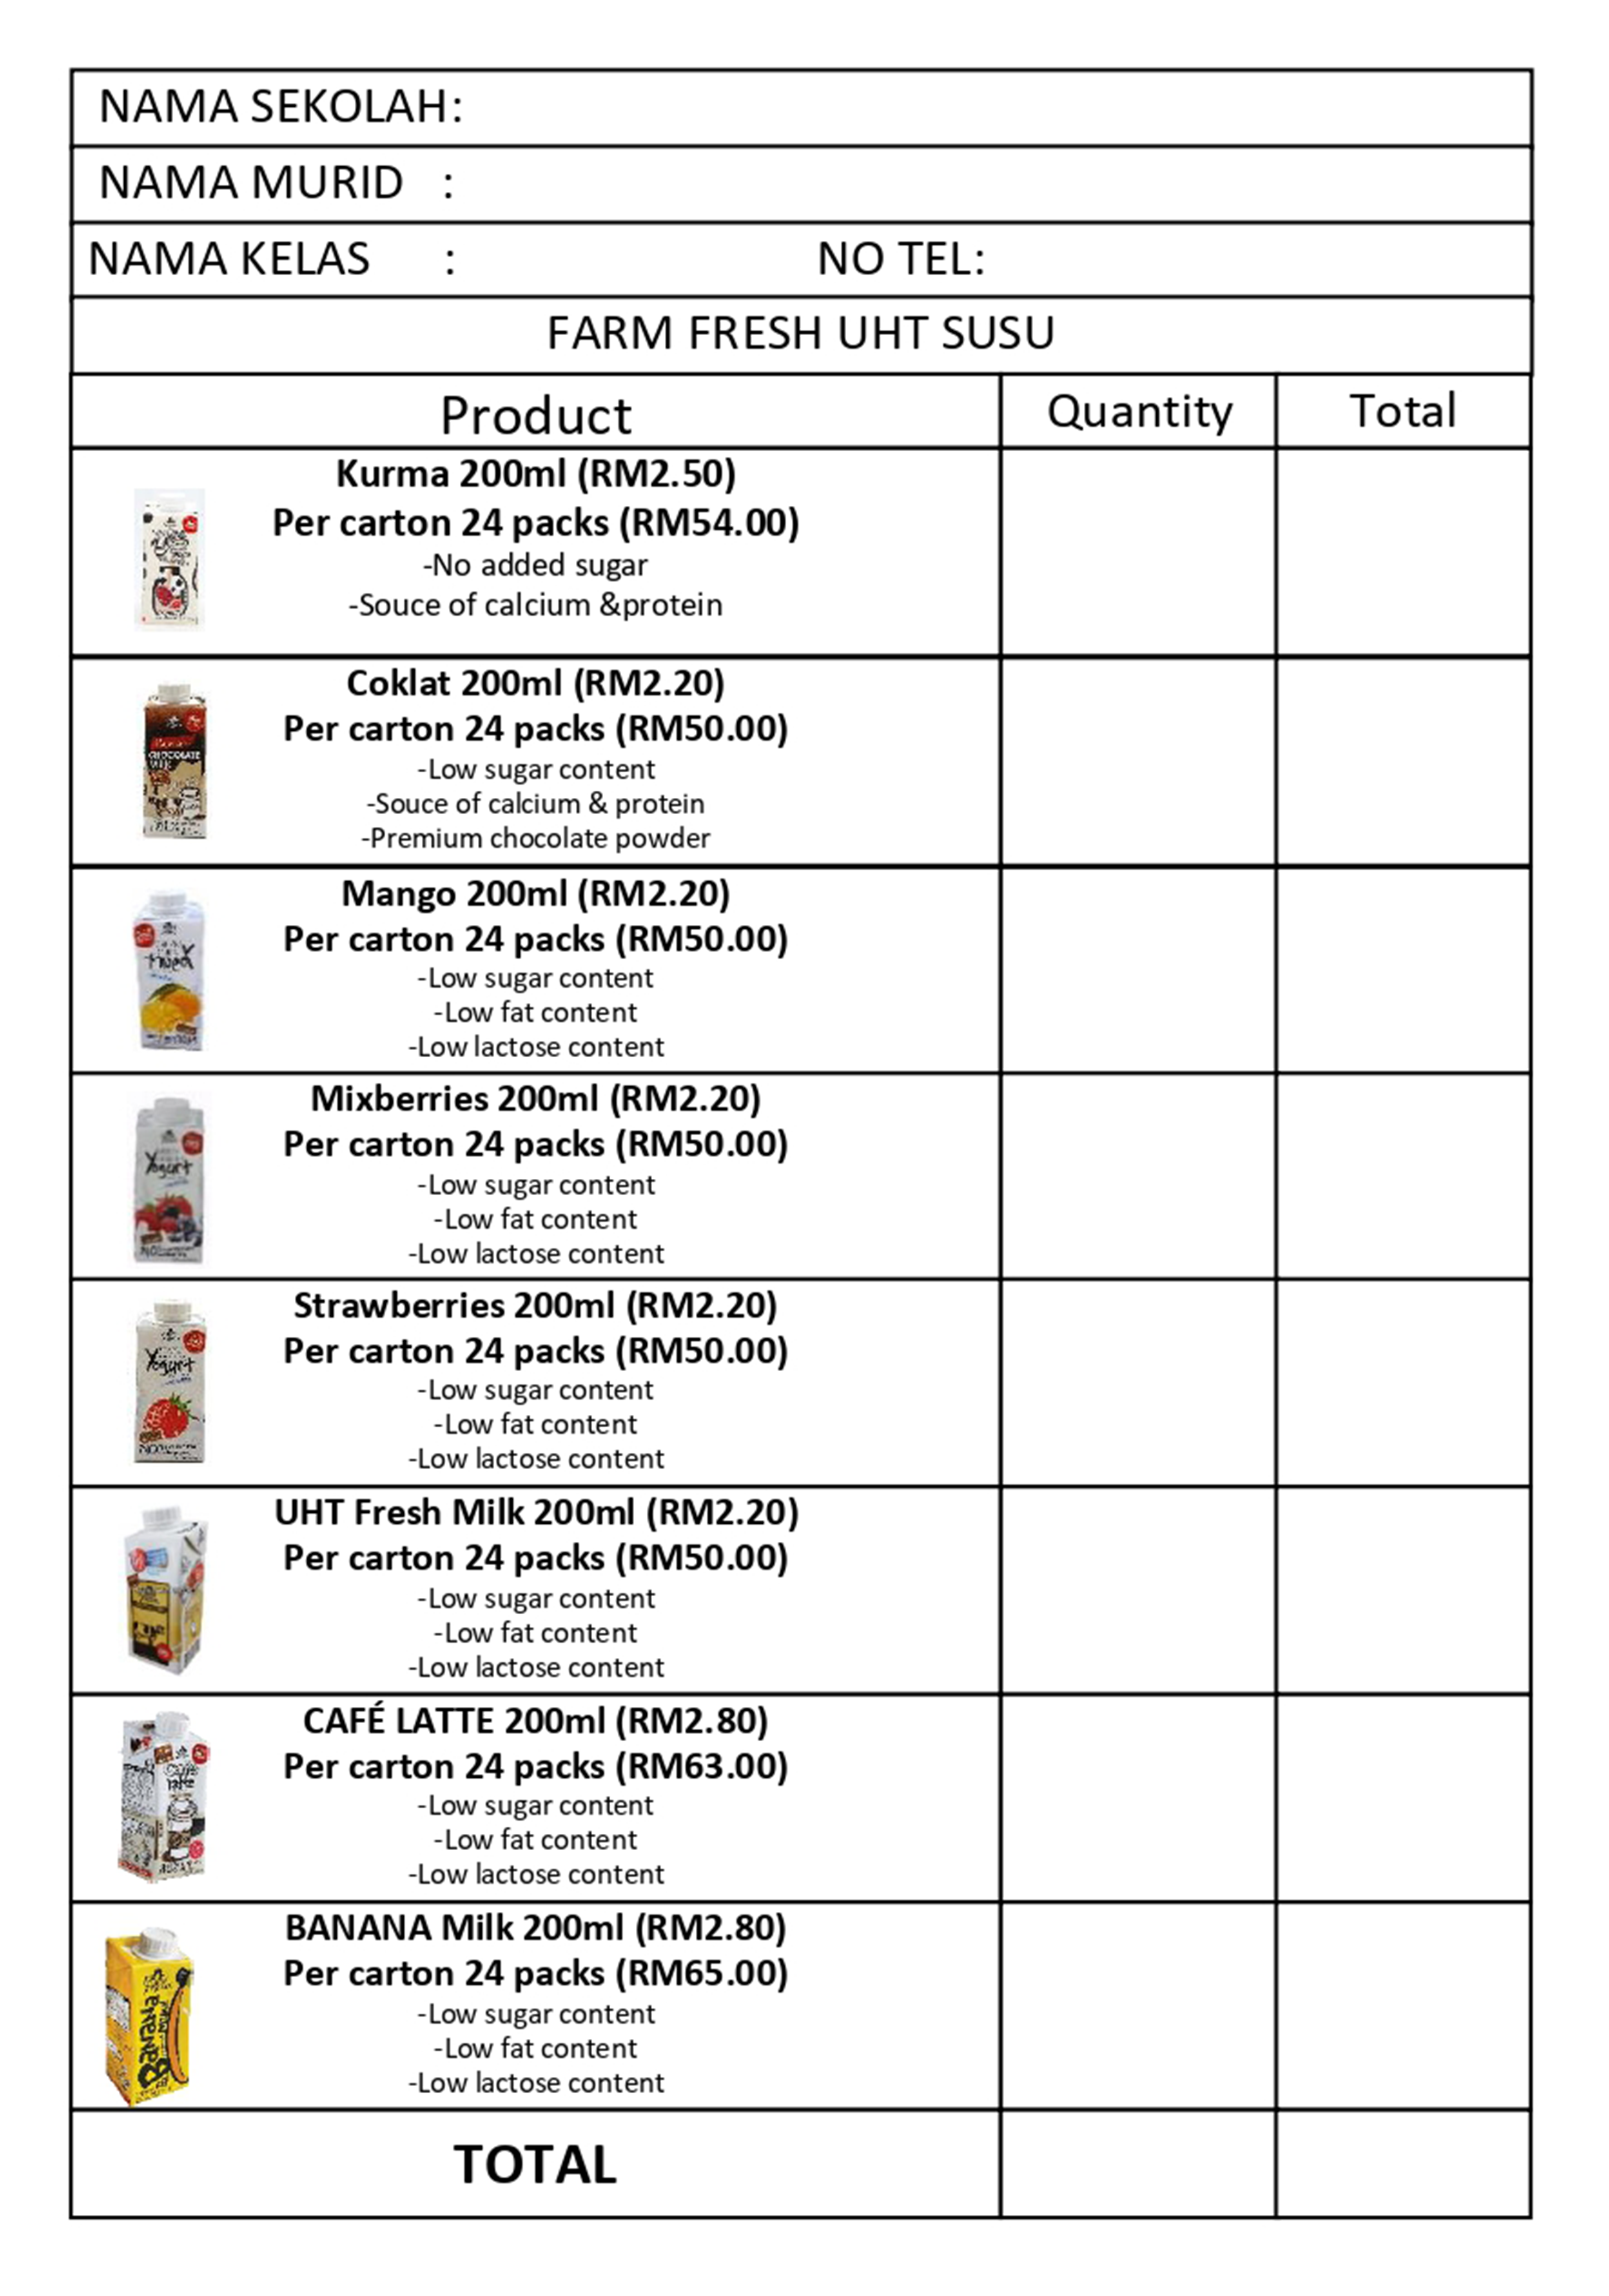 NAMA SEKOLAH:
NAMA MURID :
NAMA KELAS : NO TEL:
FARM FRESH UHT SUSU
Product Quantity Total
Kurma 200ml (RM2.50)
Per carton 24 packs (RM54.00)
-No added sugar
-Souce of calcium &protein
Coklat 200ml (RM2.20)
Per carton 24 packs (RM50.00)
-Low sugar content
-Souce of calcium & protein
-Premium chocolate powder
CHOCOLATE
Mango 200ml (RM2.20)
Per carton 24 packs (RM50.00)
-Low sugar content
-Low fat content
-Low lactose content
Mixberries 200ml (RM2.20)
Per carton 24 packs (RM50.00)
-Low sugar content
-Low fat content
-Low lactose content
Yogurt
Strawberries 200ml (RM2.20)
Per carton 24 packs (RM50.00)
-Low sugar content
-Low fat content
-Low lactose content
Yogurt
UHT Fresh Milk 200ml (RM2.20)
Per carton 24 packs (RM50.00)
-Low sugar content
-Low fat content
-Low lactose content
CAFÉ LATTE 200ml (RM2.80)
Per carton 24 packs (RM63.00)
-Low sugar content
-Low fat content
-Low lactose content
BANANA Milk 200ml (RM2.80)
Per carton 24 packs (RM65.00)
-Low sugar content
-Low fat content
-Low lactose content
Banana
TOTAL